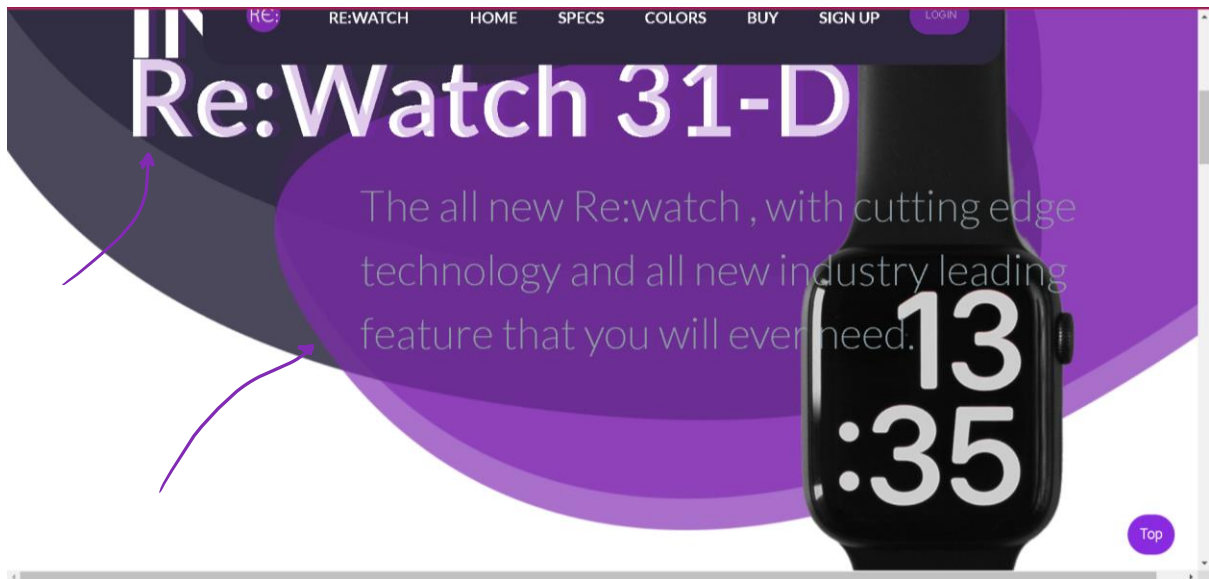 RE: RE:WATCH HOME SPECS COLORS BUY SIGN UP LOGIN
Re:Watch 31-D
The all new Re:watch , with cutting edge
technology and all new industry leading
feature that you will ever need.
13
:35
Top